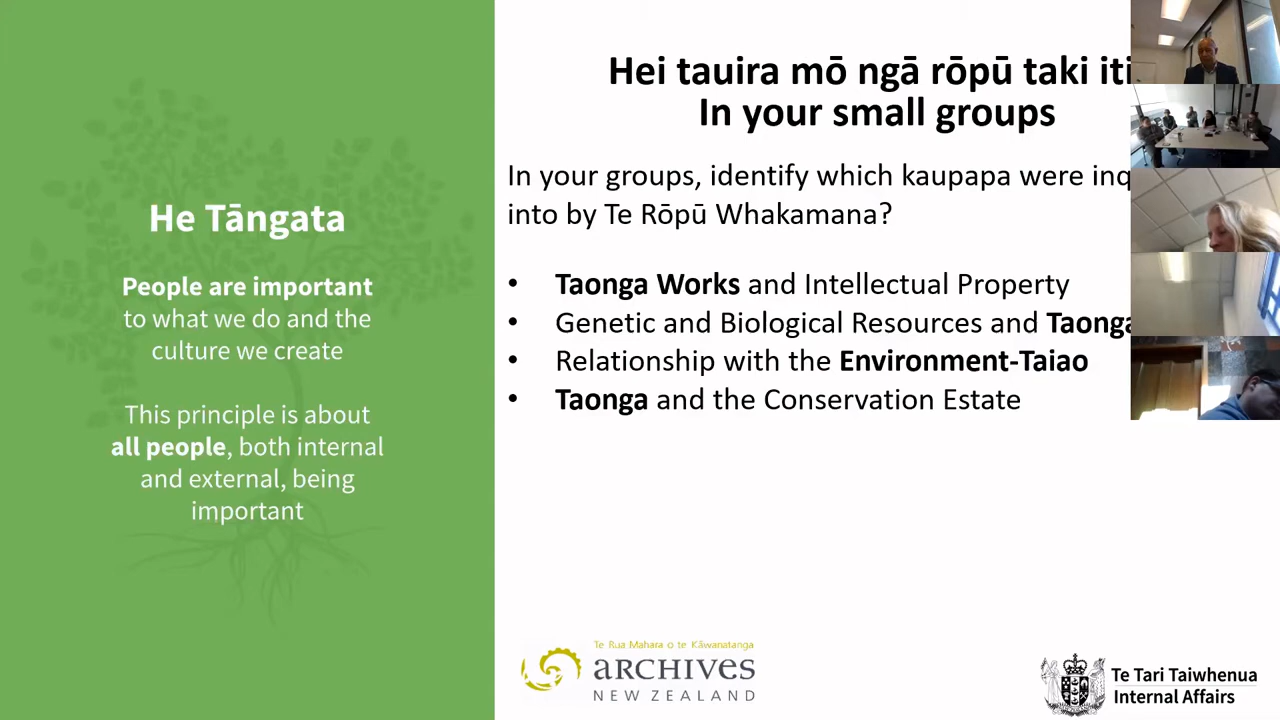 He Tāngata
People are important
to what we do and the
culture we create
This principle is about
all people, both internal
and external, being
important
Hei tauira mō ngā rōpū taki iti
In your small groups
In your groups, identify which kaupapa were inq
into by Te Rōpū Whakamana?
• Taonga Works and Intellectual Property
• Genetic and Biological Resources and Taonga
• Relationship with the Environment-Taiao
• Taonga and the Conservation Estate
Te Rua Mahara o te Kāwanatanga
ARCHIVES
NEW ZEALAND
Te Tari Taiwhenua
Internal Affairs